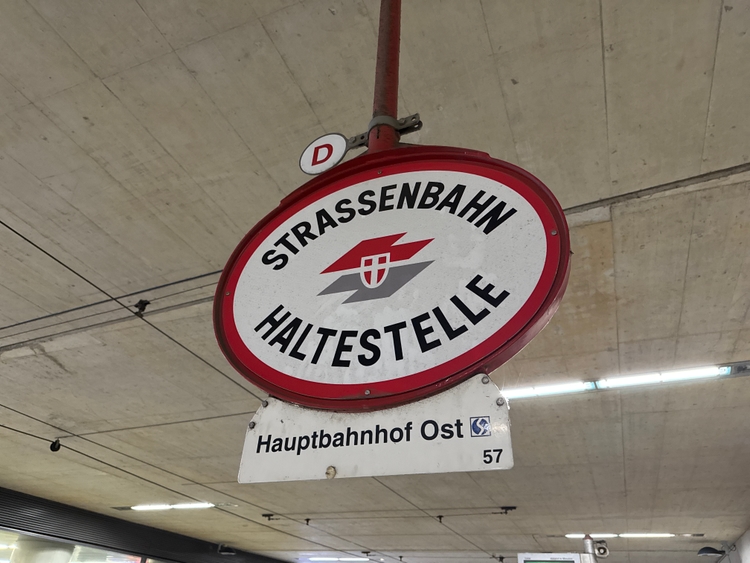 D
STRASSENBAHN
HALTESTELLE
Hauptbahnhof Ost
57